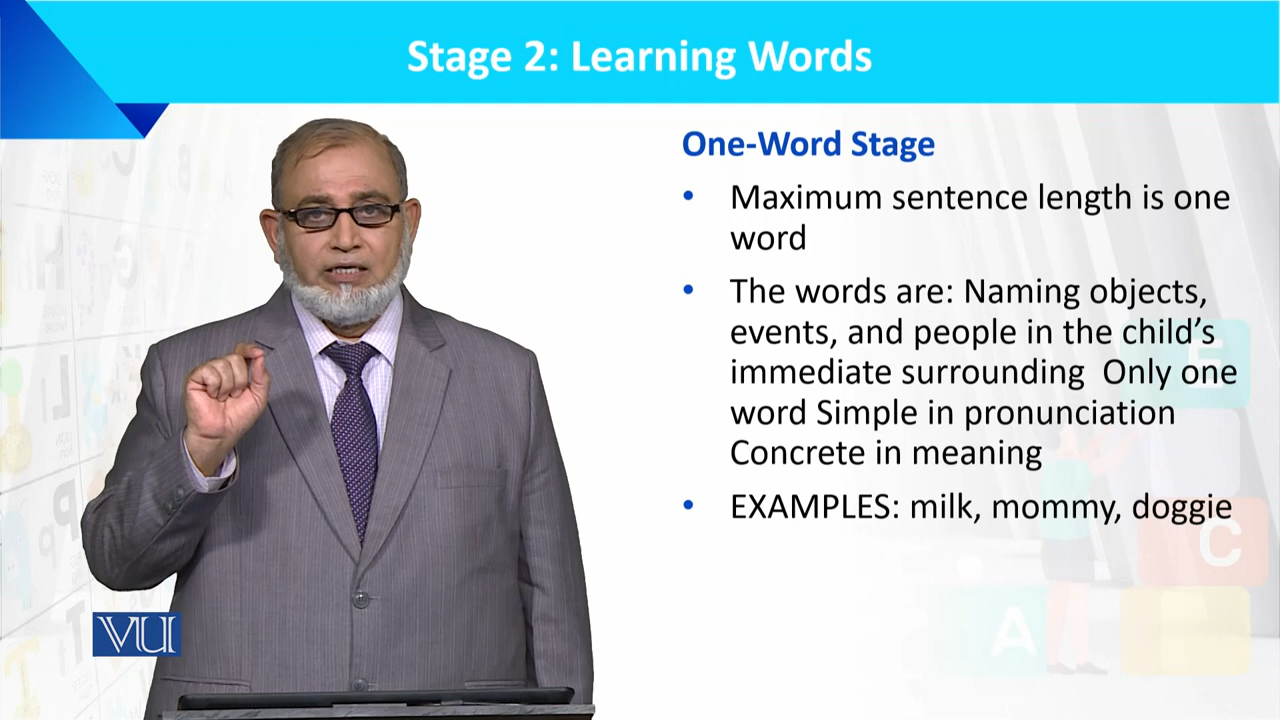 Stage 2: Learning Words
One-Word Stage
• Maximum sentence length is one
word
• The words are: Naming objects,
events, and people in the child’s
immediate surrounding  Only one
word Simple in pronunciation
Concrete in meaning
• EXAMPLES: milk, mommy, doggie
VU
E
C
A